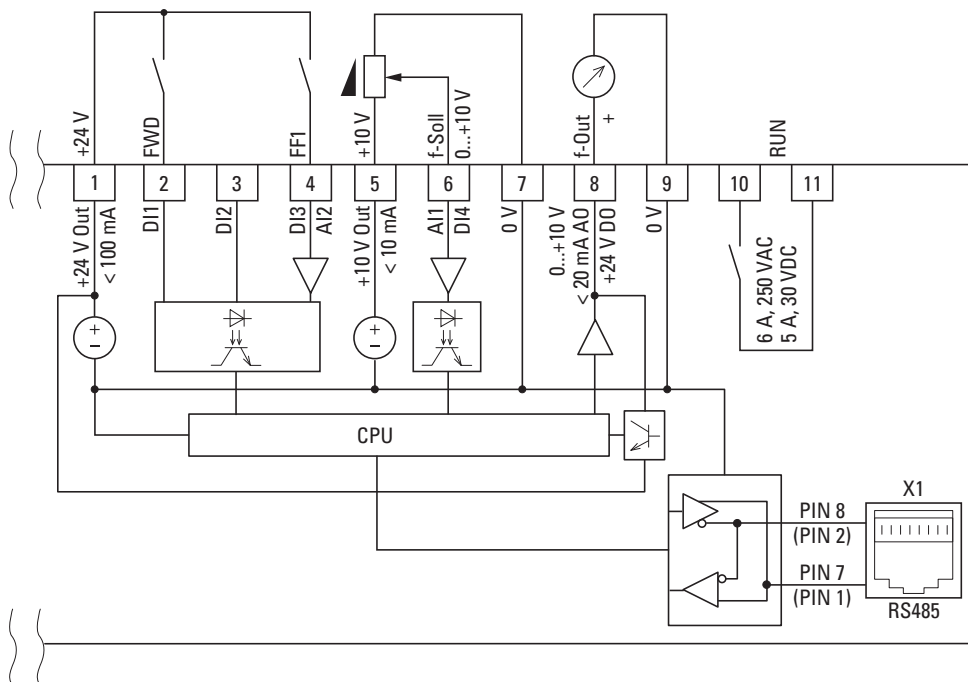 +24 V
FWD
FF1
+10 V
f-Soll
0...+10 V
f-Out
+
RUN
1
2
3
4
5
6
7
8
9
10
11
+24 V Out
< 100 mA
DI1
DI2
DI3
AI2
+10 V Out
< 10 mA
AI1
DI4
0 V
0...+10 V
< 20 mA AO
+24 V DO
0 V
6 A, 250 VAC
5 A, 30 VDC
+
−
+
−
CPU
X1
PIN 8
(PIN 2)
PIN 7
(PIN 1)
RS485